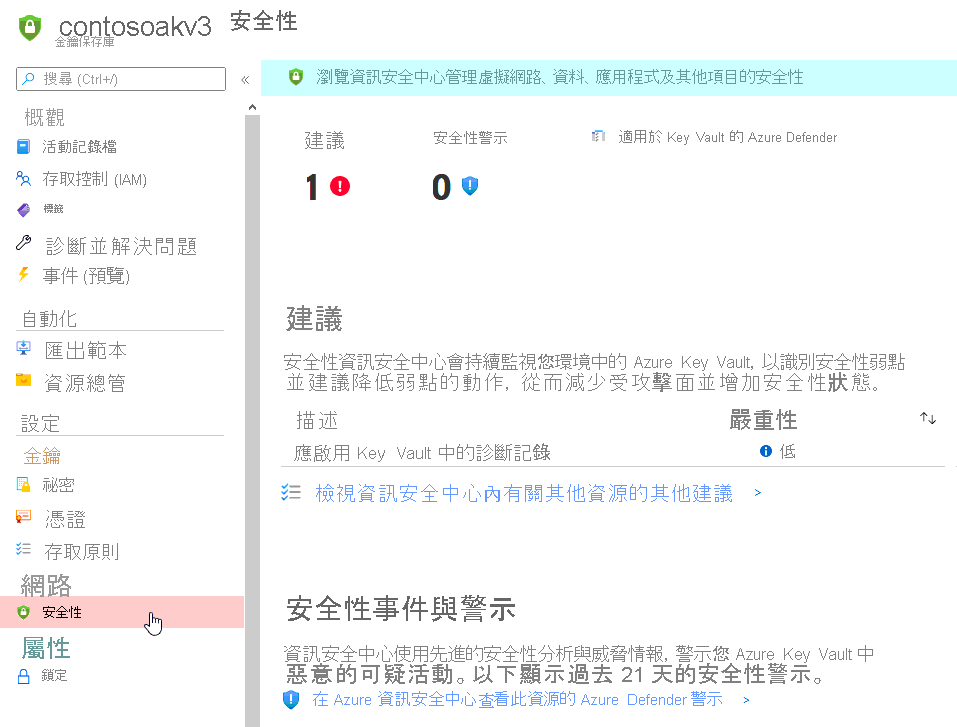 contosoakv3 安全性
金鑰保存庫
搜尋 (Ctrl+/)
«
概觀
活動記錄檔
存取控制 (IAM)
標籤
診斷並解決問題
事件 (預覽)
自動化
匯出範本
資源總管
設定
金鑰
祕密
憑證
存取原則
網路
安全性
屬性
鎖定
瀏覽資訊安全中心管理虛擬網路、資料、應用程式及其他項目的安全性
建議
安全性警示
適用於 Key Vault 的 Azure Defender
1
0
建議
安全性資訊安全中心會持續監視您環境中的 Azure Key Vault, 以識別安全性弱點
並建議降低弱點的動作, 從而減少受攻擊面並增加安全性狀態。
描述 嚴重性
應啟用 Key Vault 中的診斷記錄 低
檢視資訊安全中心內有關其他資源的其他建議 >
安全性事件與警示
資訊安全中心使用先進的安全性分析與威脅情報, 警示您 Azure Key Vault 中
惡意的可疑活動。以下顯示過去 21 天的安全性警示。
在 Azure 資訊安全中心查看此資源的 Azure Defender 警示 >